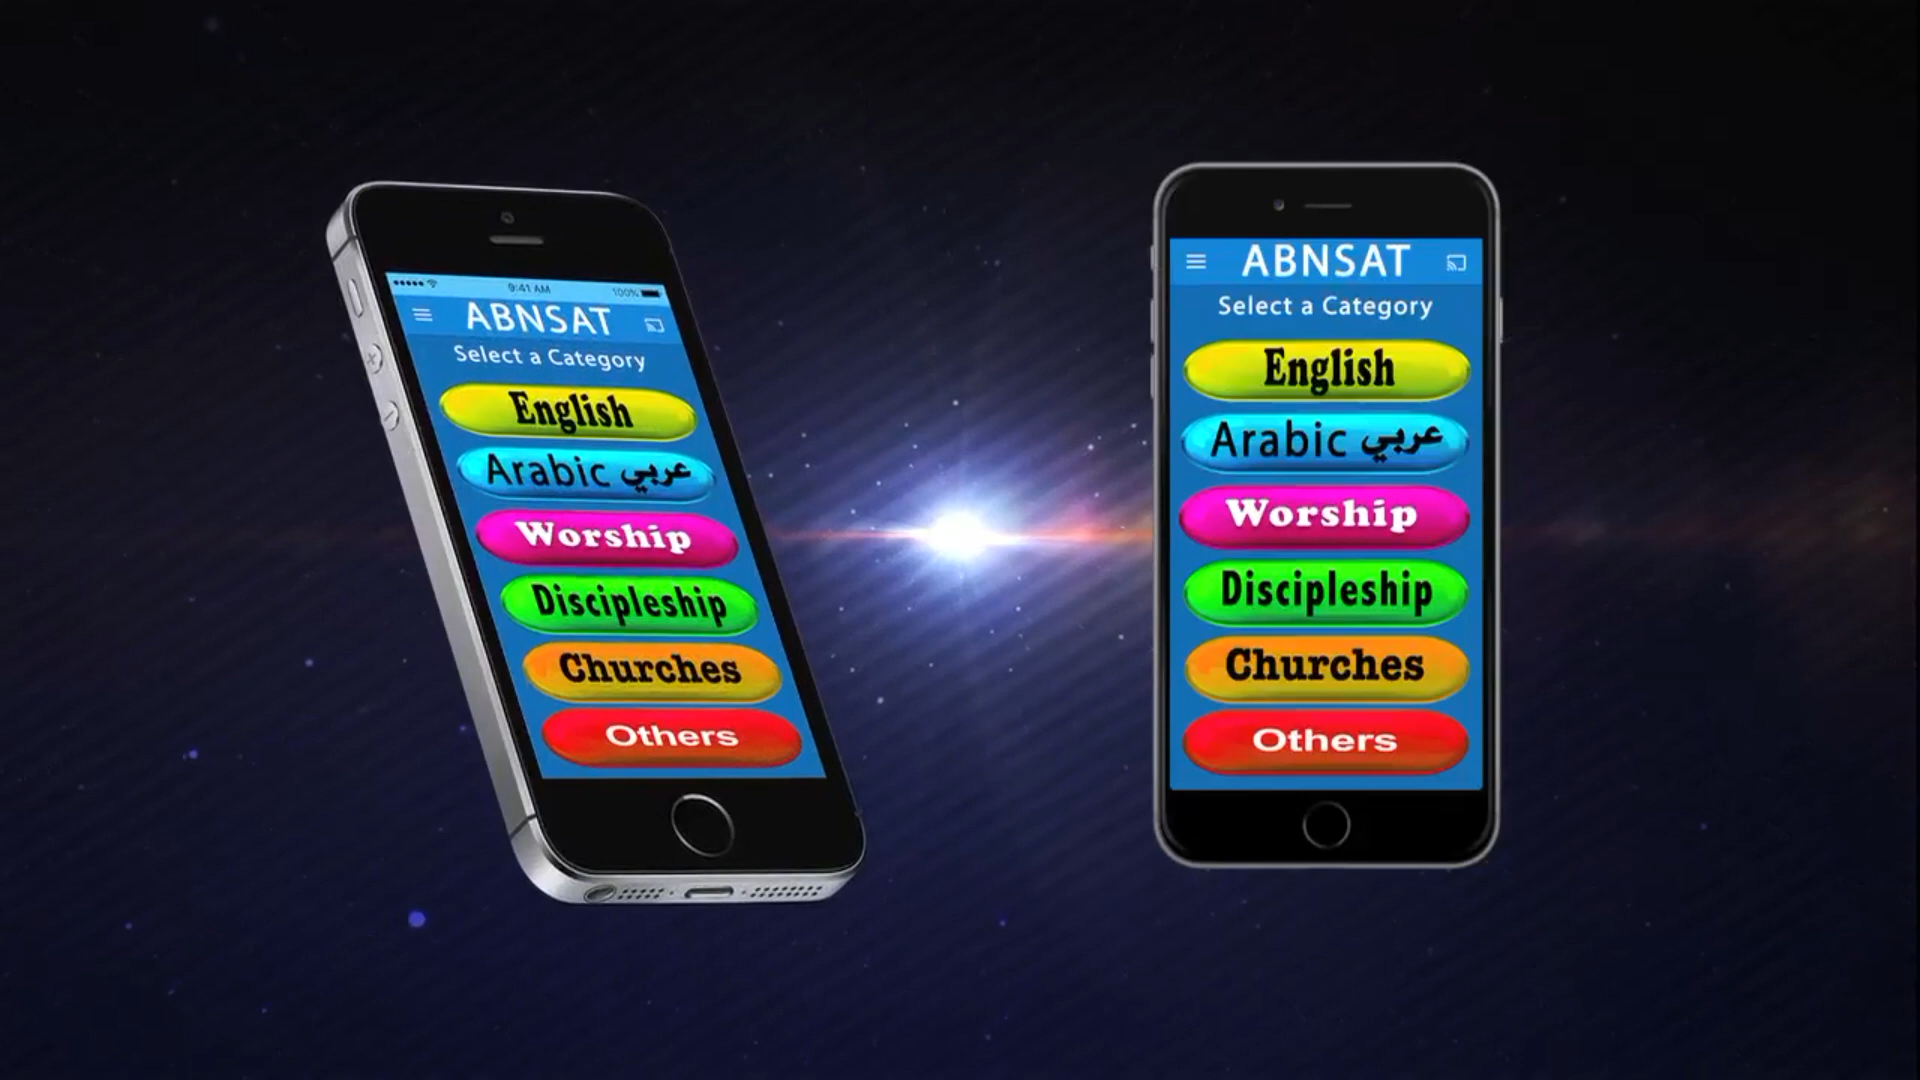 9:41 AM
100%
ABNSAT
Select a Category
English
Arabic عربي
Worship
Discipleship
Churches
Others
ABNSAT
Select a Category
English
Arabic عربي
Worship
Discipleship
Churches
Others